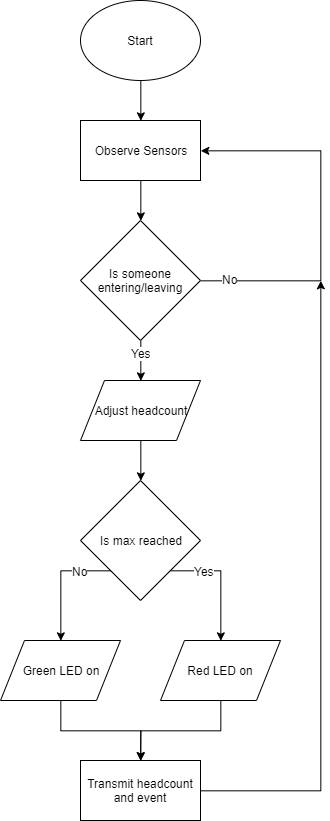 Start
Observe Sensors
Is someone
entering/leaving
No
Yes
Adjust headcount
Is max reached
No
Yes
Green LED on
Red LED on
Transmit headcount
and event